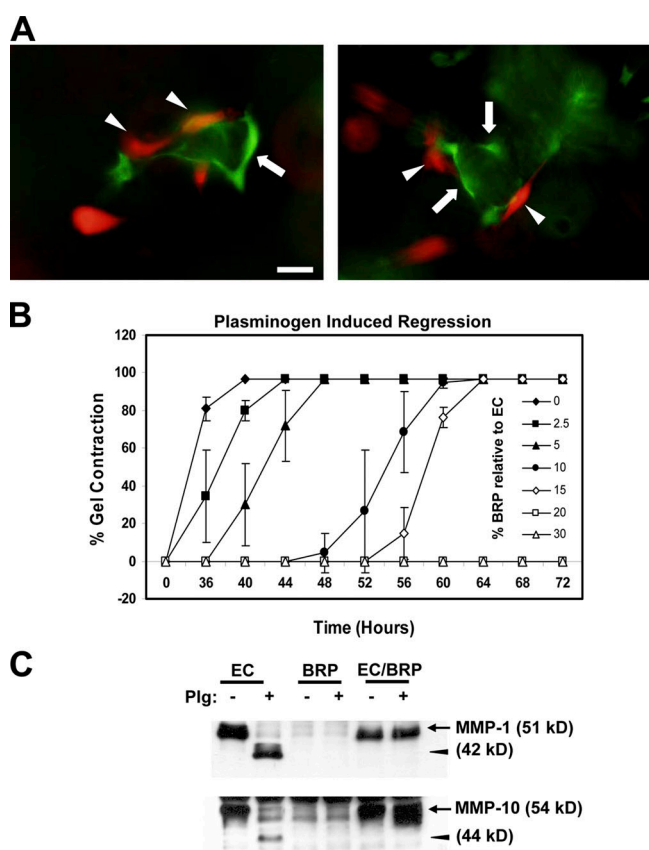 A
B
Plasminogen Induced Regression
120
100
80
60
40
20
0
-20
% Gel Contraction
0 36 40 44 48 52 56 60 64 68 72
Time (Hours)
% BRP relative to EC
0
2.5
5
10
15
20
30
C
EC BRP EC/BRP
Plg: - + - + - +
MMP-1 (51 kD)
(42 kD)
MMP-10 (54 kD)
(44 kD)